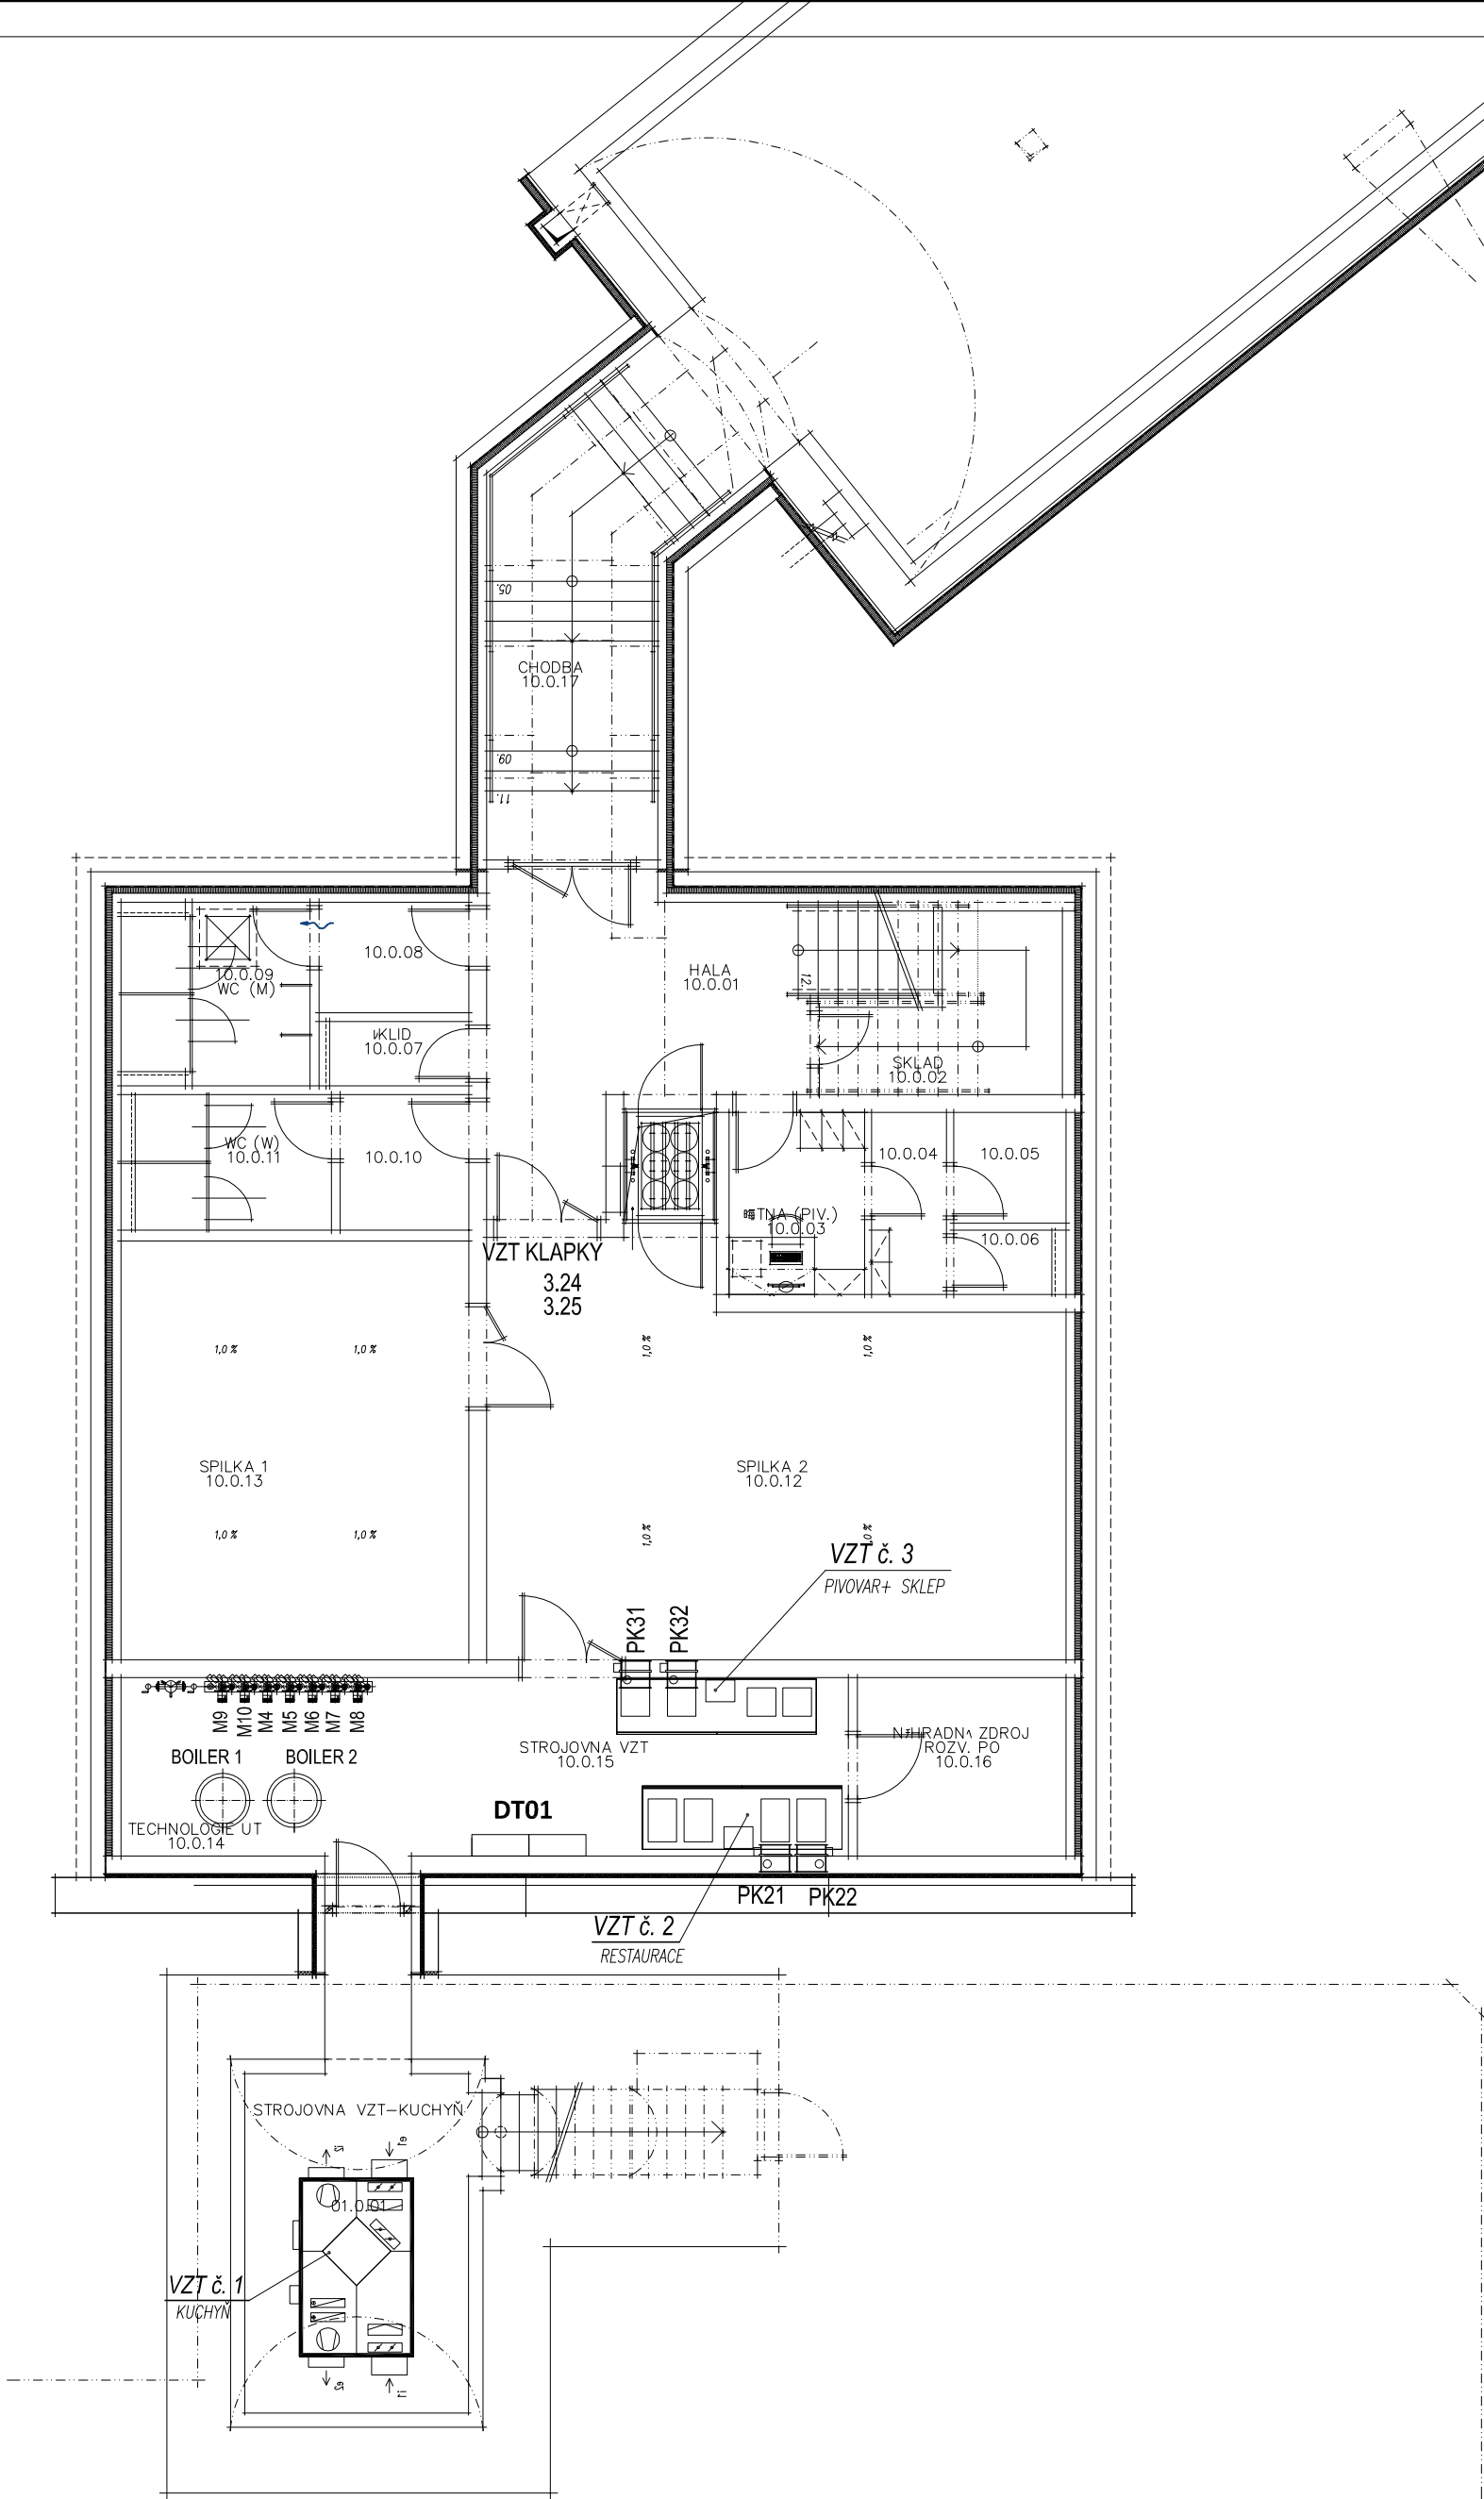 05.
CHODBA
10.0.17
09.
11.
10.0.09
WC (M)
10.0.08
HALA
10.0.01
12.
10.0.07
SKLAD
10.0.02
WC (W)
10.0.11
10.0.10
10.0.04
10.0.05
(PIV.)
10.0.03
10.0.06
VZT KLAPKY
3.24
3.25
1,0 %
1,0 %
1,0 %
1,0 %
SPILKA 1
10.0.13
SPILKA 2
10.0.12
1,0 %
1,0 %
1,0 %
1,0 %
VZT č. 3
PIVOVAR+ SKLEP
PK31
PK32
M9
M10
M4
M5
M6
M7
M8
BOILER 1
BOILER 2
STROJOVNA VZT
10.0.15
ZDROJ
ROZV. PO
10.0.16
DT01
TECHNOLOGIE UT
10.0.14
PK21
PK22
VZT č. 2
RESTAURACE
STROJOVNA VZT-KUCHYŇ
e1
01.0.01
VZT č. 1
KUCHYŇ
e2
i1